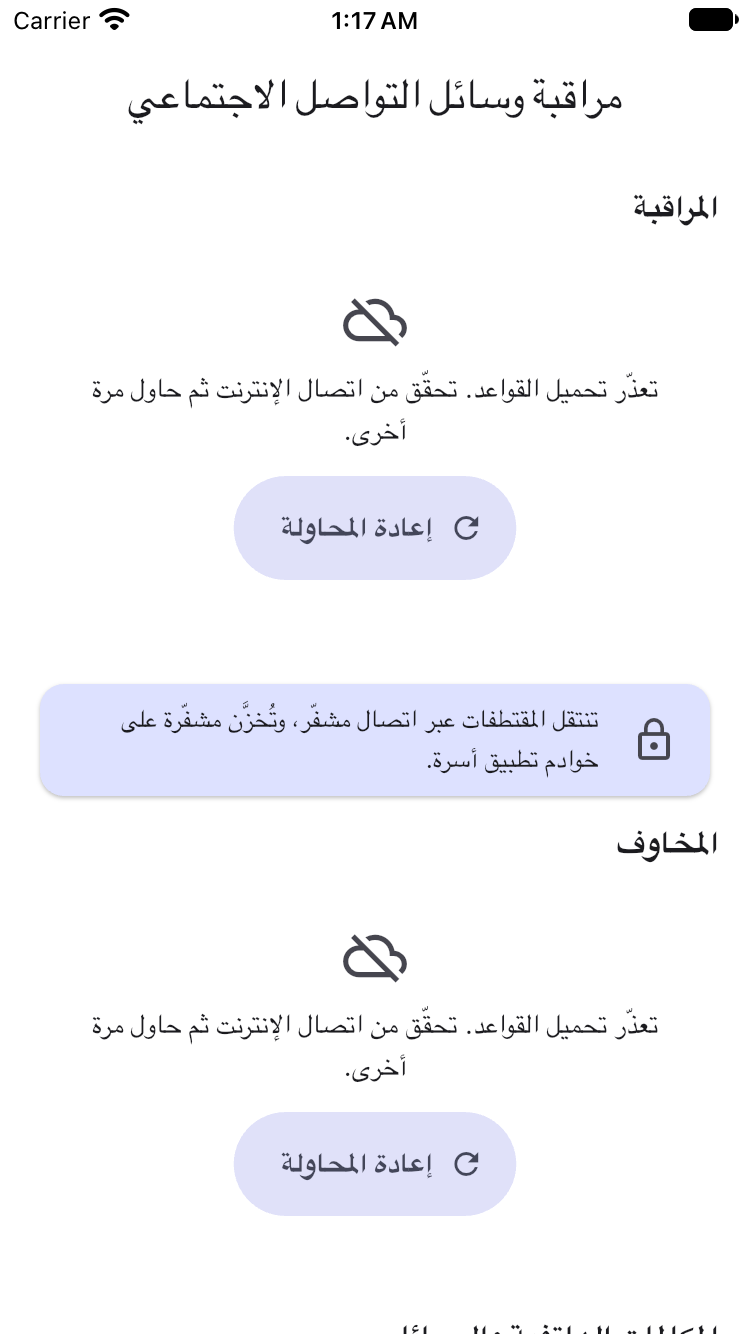 Carrier
1:17 AM
مراقبة وسائل التواصل الاجتماعي
المراقبة
تعذّر تحميل القواعد. تحقّق من اتصال الإنترنت ثم حاول مرة
أخرى.
إعادة المحاولة
تنتقل المقتطفات عبر اتصال مشفّر، وتُخزَّن مشفّرة على
خوادم تطبيق أسرة.
المخاوف
تعذّر تحميل القواعد. تحقّق من اتصال الإنترنت ثم حاول مرة
أخرى.
إعادة المحاولة